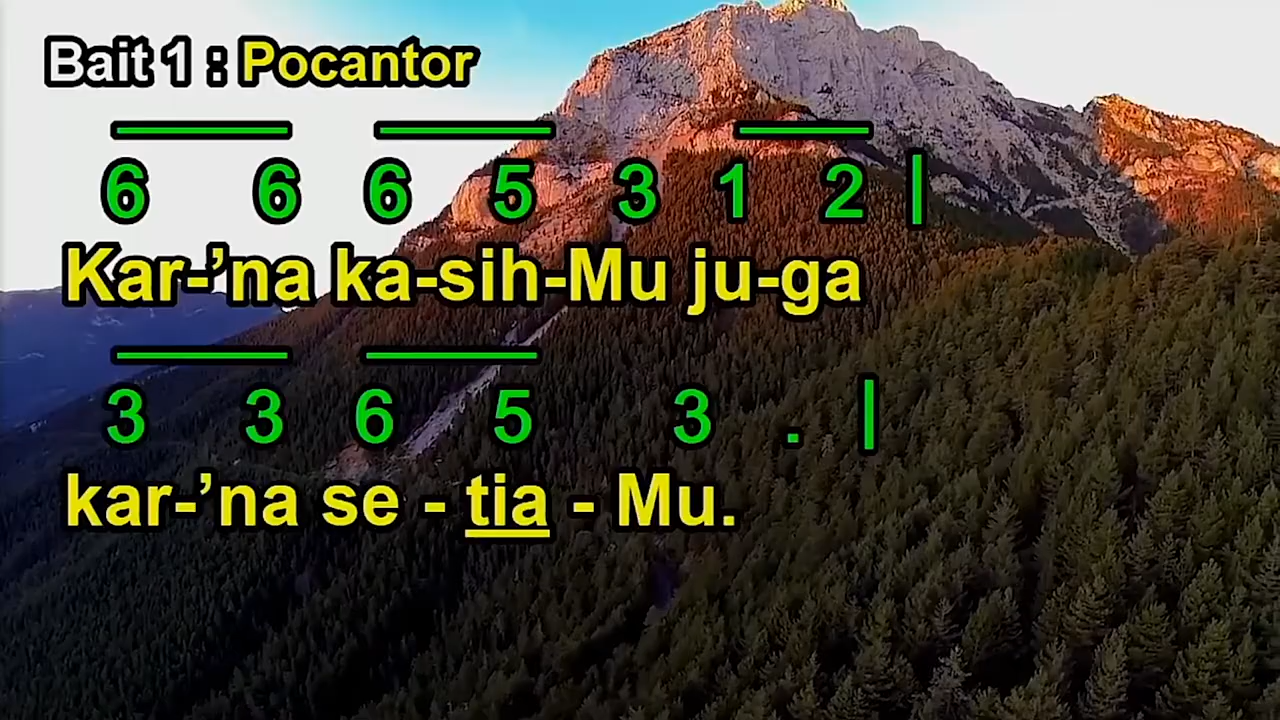 Bait 1 : Pocantor
6 6 6 5 3 1 2 |
Kar-’na ka-sih-Mu ju-ga
3 3 6 5 3 . |
kar-’na se - tia - Mu.